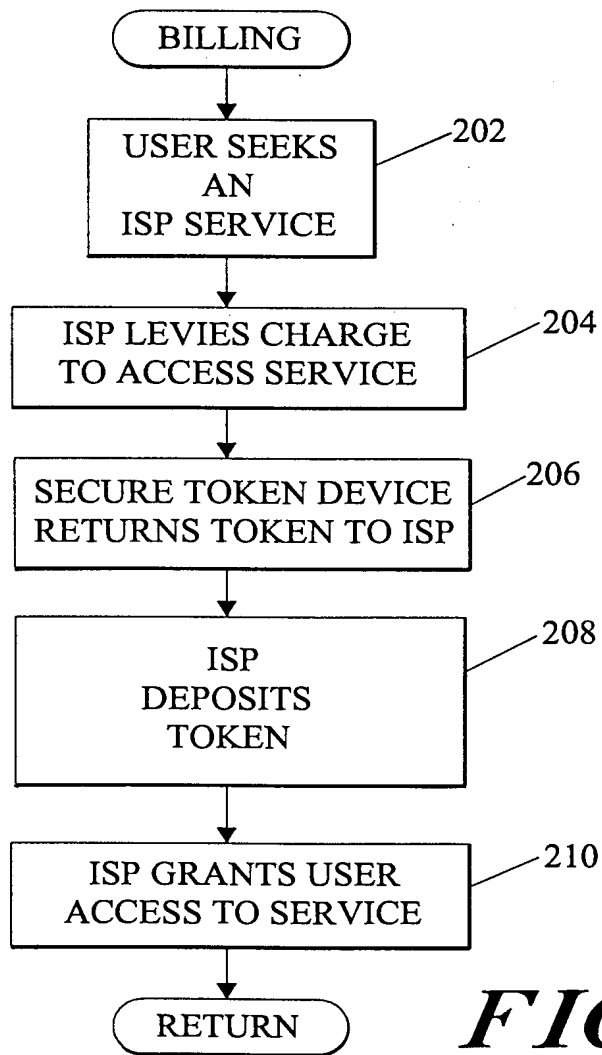 BILLING
202
USER SEEKS
AN
ISP SERVICE
204
ISP LEVIES CHARGE
TO ACCESS SERVICE
206
SECURE TOKEN DEVICE
RETURNS TOKEN TO ISP
208
ISP
DEPOSITS
TOKEN
210
ISP GRANTS USER
ACCESS TO SERVICE
RETURN